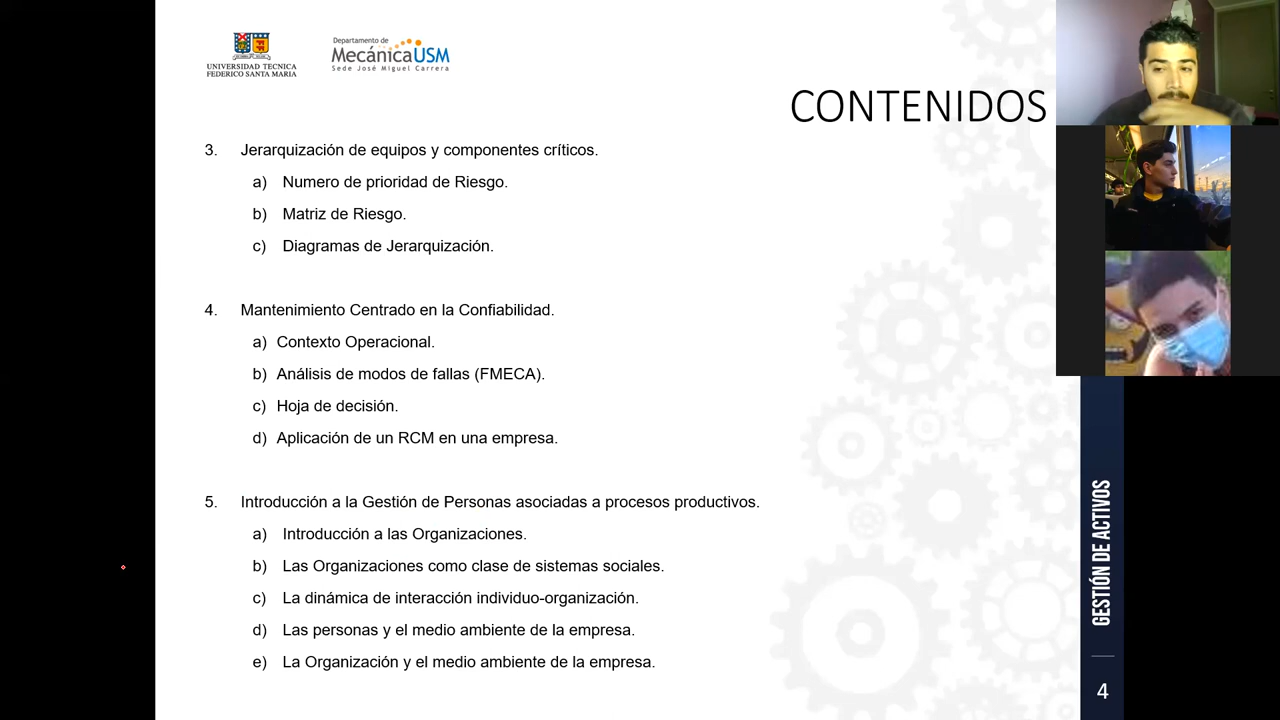 UNIVERSIDAD TECNICA
FEDERICO SANTA MARIA
Departamento de
MecánicaUSM
Sede José Miguel Carrera
CONTENIDOS
3. Jerarquización de equipos y componentes críticos.
a) Numero de prioridad de Riesgo.
b) Matriz de Riesgo.
c) Diagramas de Jerarquización.
4. Mantenimiento Centrado en la Confiabilidad.
a) Contexto Operacional.
b) Análisis de modos de fallas (FMECA).
c) Hoja de decisión.
d) Aplicación de un RCM en una empresa.
5. Introducción a la Gestión de Personas asociadas a procesos productivos.
a) Introducción a las Organizaciones.
b) Las Organizaciones como clase de sistemas sociales.
c) La dinámica de interacción individuo-organización.
d) Las personas y el medio ambiente de la empresa.
e) La Organización y el medio ambiente de la empresa.
GESTIÓN DE ACTIVOS
4